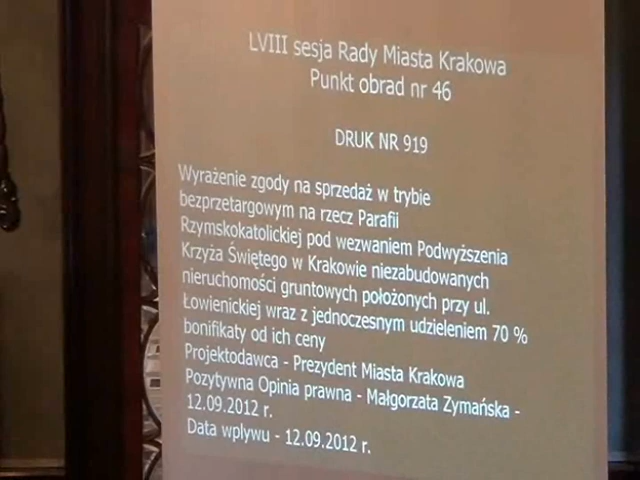 LVIII sesja Rady Miasta Krakowa
Punkt obrad nr 46
DRUK NR 919
Wyrażenie zgody na sprzedaż w trybie
bezprzetargowym na rzecz Parafii
Rzymskokatolickiej pod wezwaniem Podwyższenia
Krzyża Świętego w Krakowie niezabudowanych
nieruchomości gruntowych położonych przy ul.
Łowienickiej wraz z jednoczesnym udzieleniem 70 %
bonifikaty od ich ceny
Projektodawca - Prezydent Miasta Krakowa
Pozytywna Opinia prawna - Małgorzata Zymańska -
12.09.2012 r.
Data wpływu - 12.09.2012 r.